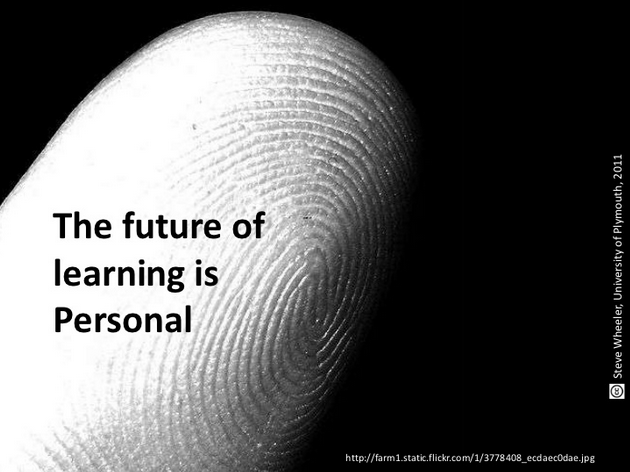 The future of
learning is
Personal
Steve Wheeler, University of Plymouth, 2011
cc
http://farm1.static.flickr.com/1/3778408_ecdaec0dae.jpg